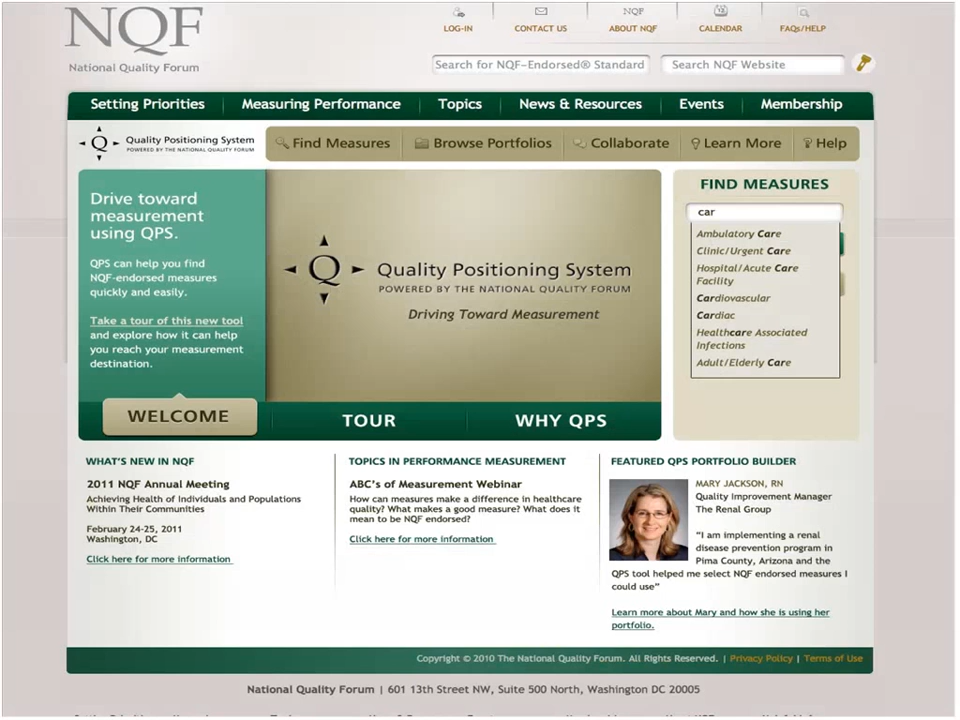 NQF
National Quality Forum
LOG-IN
CONTACT US
NQF
ABOUT NQF
CALENDAR
FAQs/HELP
Search for NQF-Endorsed® Standard
Search NQF Website
Setting Priorities
Measuring Performance
Topics
News & Resources
Events
Membership
Q
Quality Positioning System
POWERED BY THE NATIONAL QUALITY FORUM
Find Measures
Browse Portfolios
Collaborate
Learn More
Help
Drive toward
measurement
using QPS.
QPS can help you find
NQF-endorsed measures
quickly and easily.
Take a tour of this new tool
and explore how it can help
you reach your measurement
destination.
Q
Quality Positioning System
POWERED BY THE NATIONAL QUALITY FORUM
Driving Toward Measurement
WELCOME
TOUR
WHY QPS
FIND MEASURES
car
Ambulatory Care
Clinic/Urgent Care
Hospital/Acute Care
Facility
Cardiovascular
Cardiac
Healthcare Associated
Infections
Adult/Elderly Care
WHAT'S NEW IN NQF
2011 NQF Annual Meeting
Achieving Health of Individuals and Populations
Within Their Communities
February 24-25, 2011
Washington, DC
Click here for more information
TOPICS IN PERFORMANCE MEASUREMENT
ABC's of Measurement Webinar
How can measures make a difference in healthcare
quality? What makes a good measure? What does it
mean to be NQF endorsed?
Click here for more information
FEATURED QPS PORTFOLIO BUILDER
MARY JACKSON, RN
Quality Improvement Manager
The Renal Group
"I am implementing a renal
disease prevention program in
Pima County, Arizona and the
QPS tool helped me select NQF endorsed measures I
could use"
Learn more about Mary and how she is using her
portfolio.
Copyright © 2010 The National Quality Forum. All Rights Reserved. | Privacy Policy | Terms of Use
National Quality Forum | 601 13th Street NW, Suite 500 North, Washington DC 20005